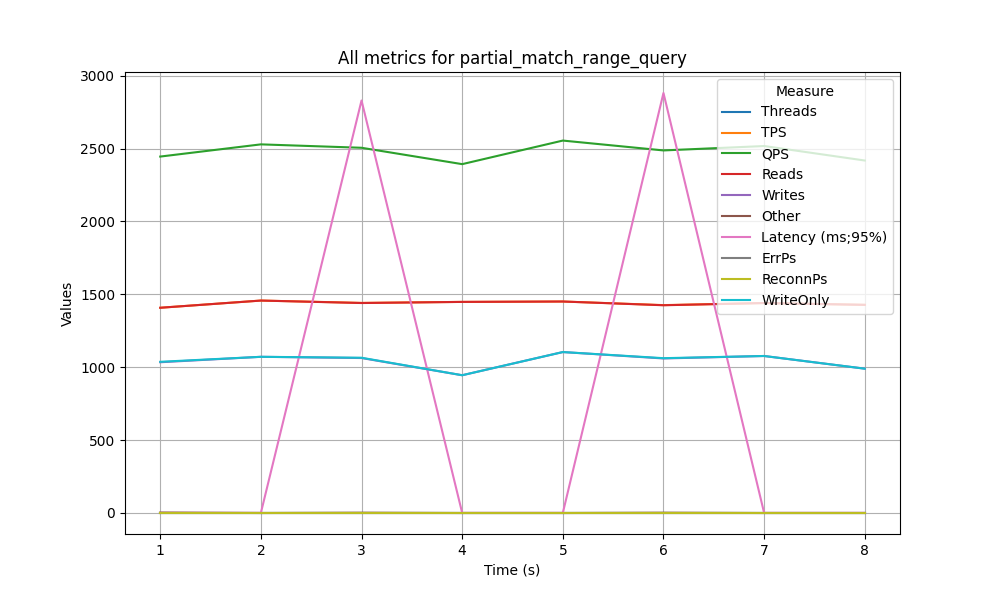 All metrics for partial_match_range_query
Values
3000
2500
2000
1500
1000
500
0
Measure
Threads
TPS
QPS
Reads
Writes
Other
Latency (ms;95%)
ErrPs
ReconnPs
WriteOnly
1 2 3 4 5 6 7 8
Time (s)